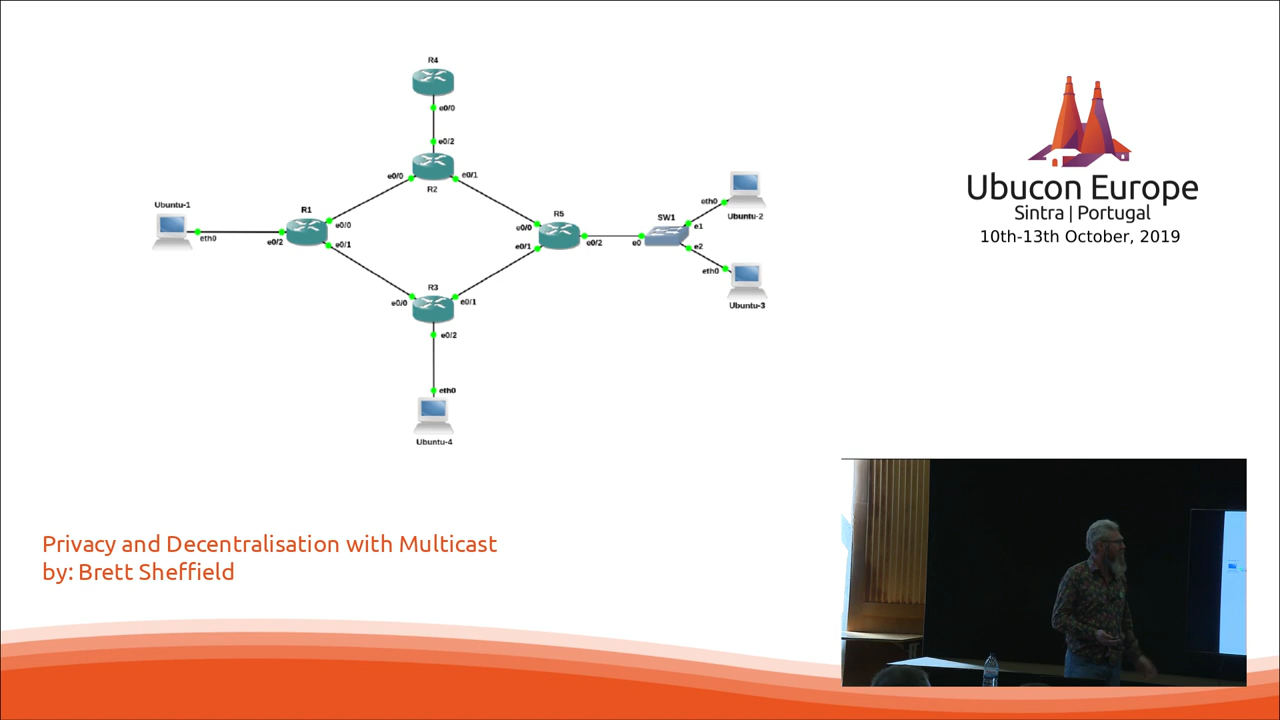 R4
e0/0
e0/2
e0/0
e0/1
R2
Ubuntu-1
eth0
e0/2
R1
e0/0
e0/1
R5
e0/0
e0/1
e0/2
SW1
e0
e1
e2
eth0
Ubuntu-2
eth0
Ubuntu-3
R3
e0/0
e0/1
e0/2
eth0
Ubuntu-4
Ubucon Europe
Sintra | Portugal
10th-13th October, 2019
Privacy and Decentralisation with Multicast
by: Brett Sheffield